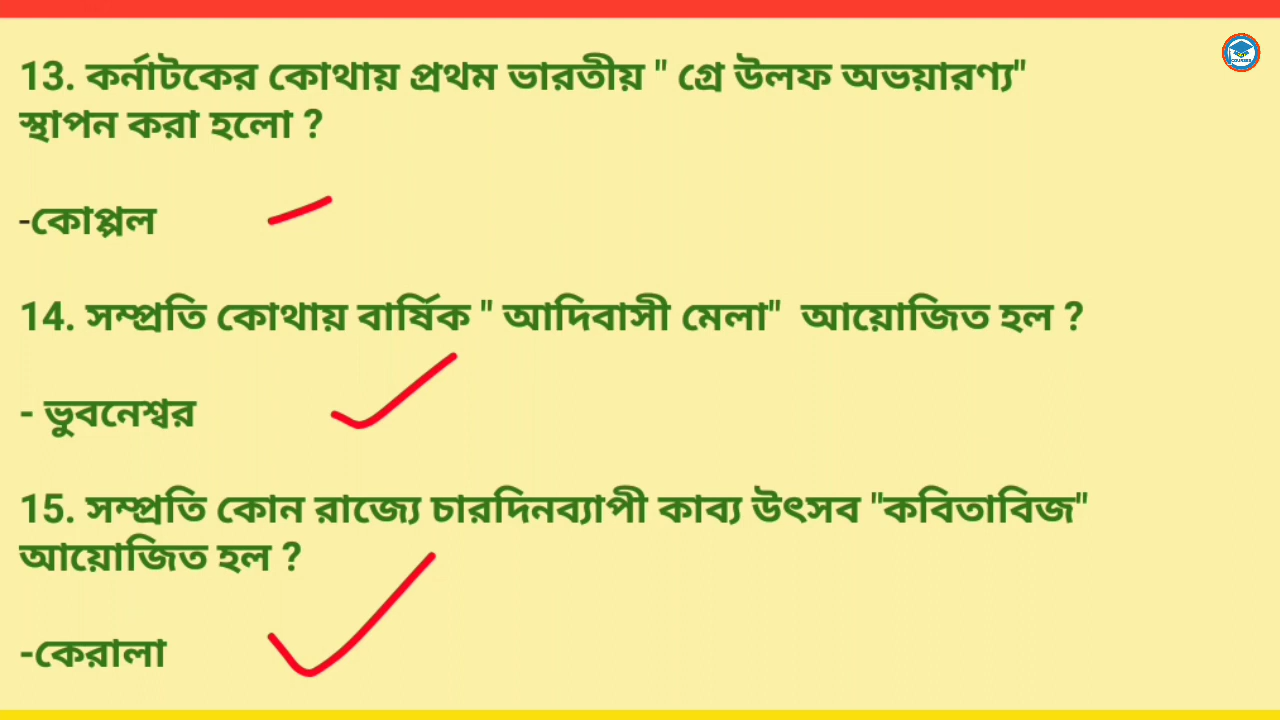 13. কর্নাটকের কোথায় প্রথম ভারতীয় " গ্রে উলফ অভয়ারণ্য"
স্থাপন করা হলো ?
-কোপ্পল
14. সম্প্রতি কোথায় বার্ষিক " আদিবাসী মেলা" আয়োজিত হল ?
- ভুবনেশ্বর
15. সম্প্রতি কোন রাজ্যে চারদিনব্যাপী কাব্য উৎসব "কবিতাবিজ"
আয়োজিত হল ?
-কেরালা